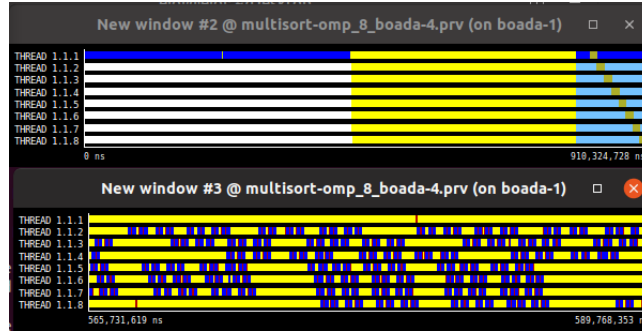 New window #2 @ multisort-omp_8_boada-4.prv (on boada-1)
THREAD 1.1.1
THREAD 1.1.2
THREAD 1.1.3
THREAD 1.1.4
THREAD 1.1.5
THREAD 1.1.6
THREAD 1.1.7
THREAD 1.1.8
0 ns 910,324,728 ns
New window #3 @ multisort-omp_8_boada-4.prv (on boada-1)
THREAD 1.1.1
THREAD 1.1.2
THREAD 1.1.3
THREAD 1.1.4
THREAD 1.1.5
THREAD 1.1.6
THREAD 1.1.7
THREAD 1.1.8
565,731,619 ns 589,768,353 n